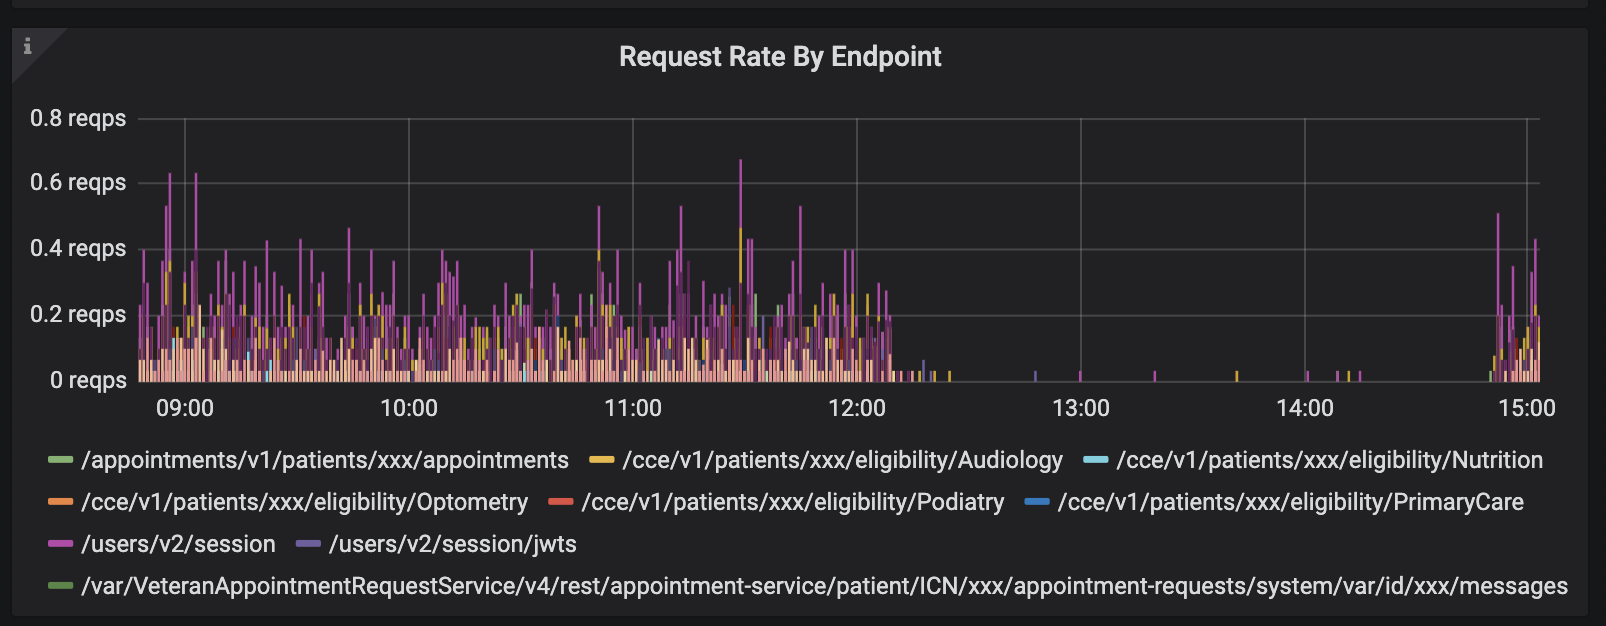 i
Request Rate By Endpoint
0.8 reqps
0.6 reqps
0.4 reqps
0.2 reqps
0 reqps
09:00 10:00 11:00 12:00 13:00 14:00 15:00
/appointments/v1/patients/xxx/appointments /cce/v1/patients/xxx/eligibility/Audiology /cce/v1/patients/xxx/eligibility/Nutrition
/cce/v1/patients/xxx/eligibility/Optometry /cce/v1/patients/xxx/eligibility/Podiatry /cce/v1/patients/xxx/eligibility/PrimaryCare
/users/v2/session /users/v2/session/jwts
/var/VeteranAppointmentRequestService/v4/rest/appointment-service/patient/ICN/xxx/appointment-requests/system/var/id/xxx/messages